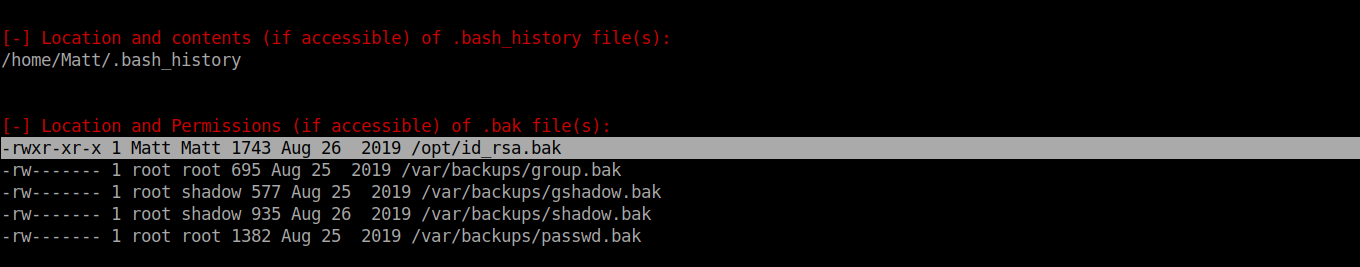 [-] Location and contents (if accessible) of .bash_history file(s):
/home/Matt/.bash_history
[-] Location and Permissions (if accessible) of .bak file(s):
-rwxr-xr-x 1 Matt Matt 1743 Aug 26  2019 /opt/id_rsa.bak
-rw------- 1 root root 695 Aug 25  2019 /var/backups/group.bak
-rw------- 1 root shadow 577 Aug 25  2019 /var/backups/gshadow.bak
-rw------- 1 root shadow 935 Aug 26  2019 /var/backups/shadow.bak
-rw------- 1 root root 1382 Aug 25  2019 /var/backups/passwd.bak